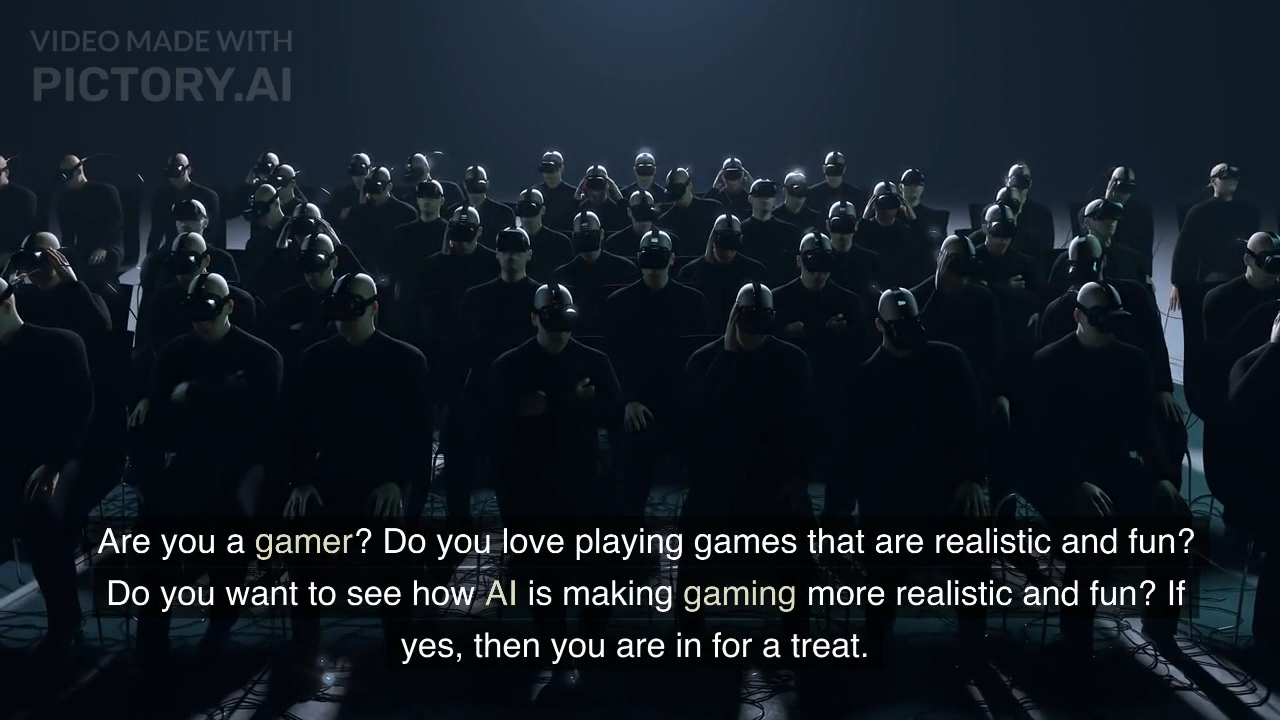 VIDEO MADE WITH
PICTORY.AI
Are you a gamer? Do you love playing games that are realistic and fun?
Do you want to see how AI is making gaming more realistic and fun? If
yes, then you are in for a treat.